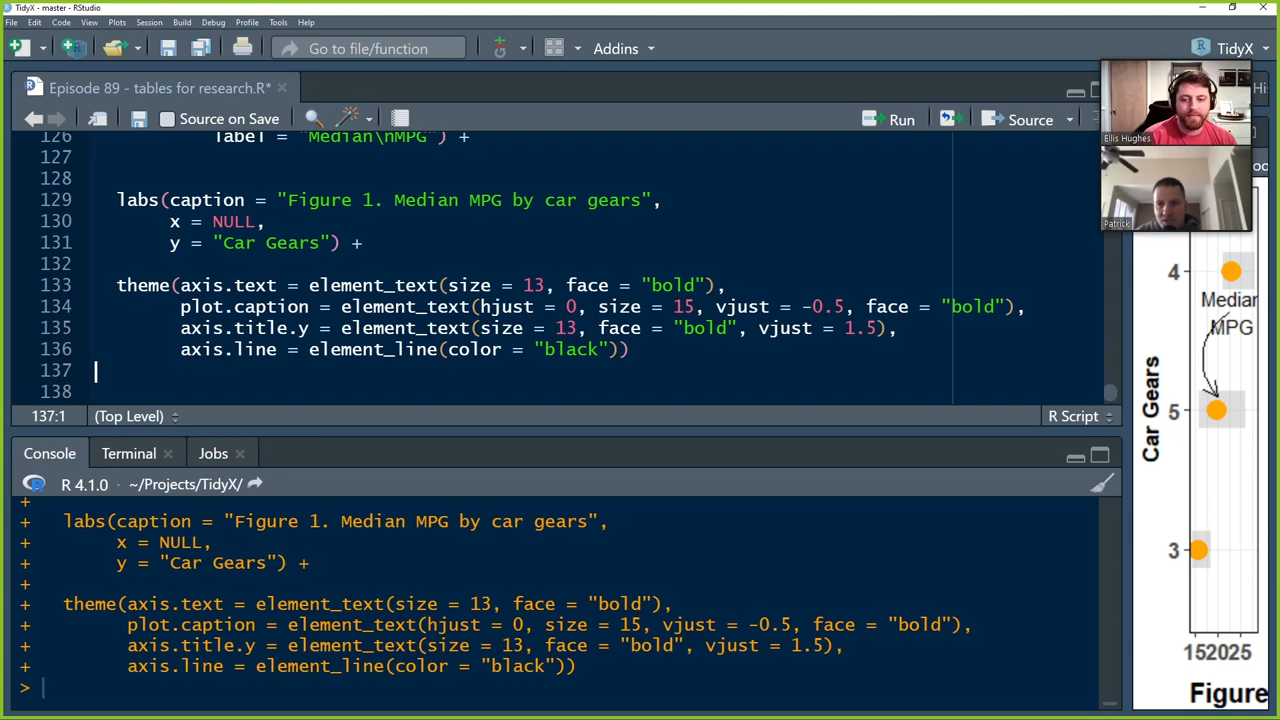 TidyX - master - RStudio
File Edit Code View Plots Session Build Debug Profile Tools Help
Go to file/function
Addins
TidyX
Episode 89 - tables for research.R*
Source on Save
Run
Source
126 label = "Median\nMPG") +
127
128
129 labs(caption = "Figure 1. Median MPG by car gears",
130 x = NULL,
131 y = "Car Gears") +
132
133 theme(axis.text = element_text(size = 13, face = "bold"),
134 plot.caption = element_text(hjust = 0, size = 15, vjust = -0.5, face = "bold"),
135 axis.title.y = element_text(size = 13, face = "bold", vjust = 1.5),
136 axis.line = element_line(color = "black"))
137
138
137:1 (Top Level) R Script
Console Terminal Jobs
R 4.1.0 · ~/Projects/TidyX/
+
+ labs(caption = "Figure 1. Median MPG by car gears",
+ x = NULL,
+ y = "Car Gears") +
+
+ theme(axis.text = element_text(size = 13, face = "bold"),
+ plot.caption = element_text(hjust = 0, size = 15, vjust = -0.5, face = "bold"),
+ axis.title.y = element_text(size = 13, face = "bold", vjust = 1.5),
+ axis.line = element_line(color = "black"))
>
Ellis Hughes
Patrick
4
Median
MPG
Car Gears
5
3
152025
Figure